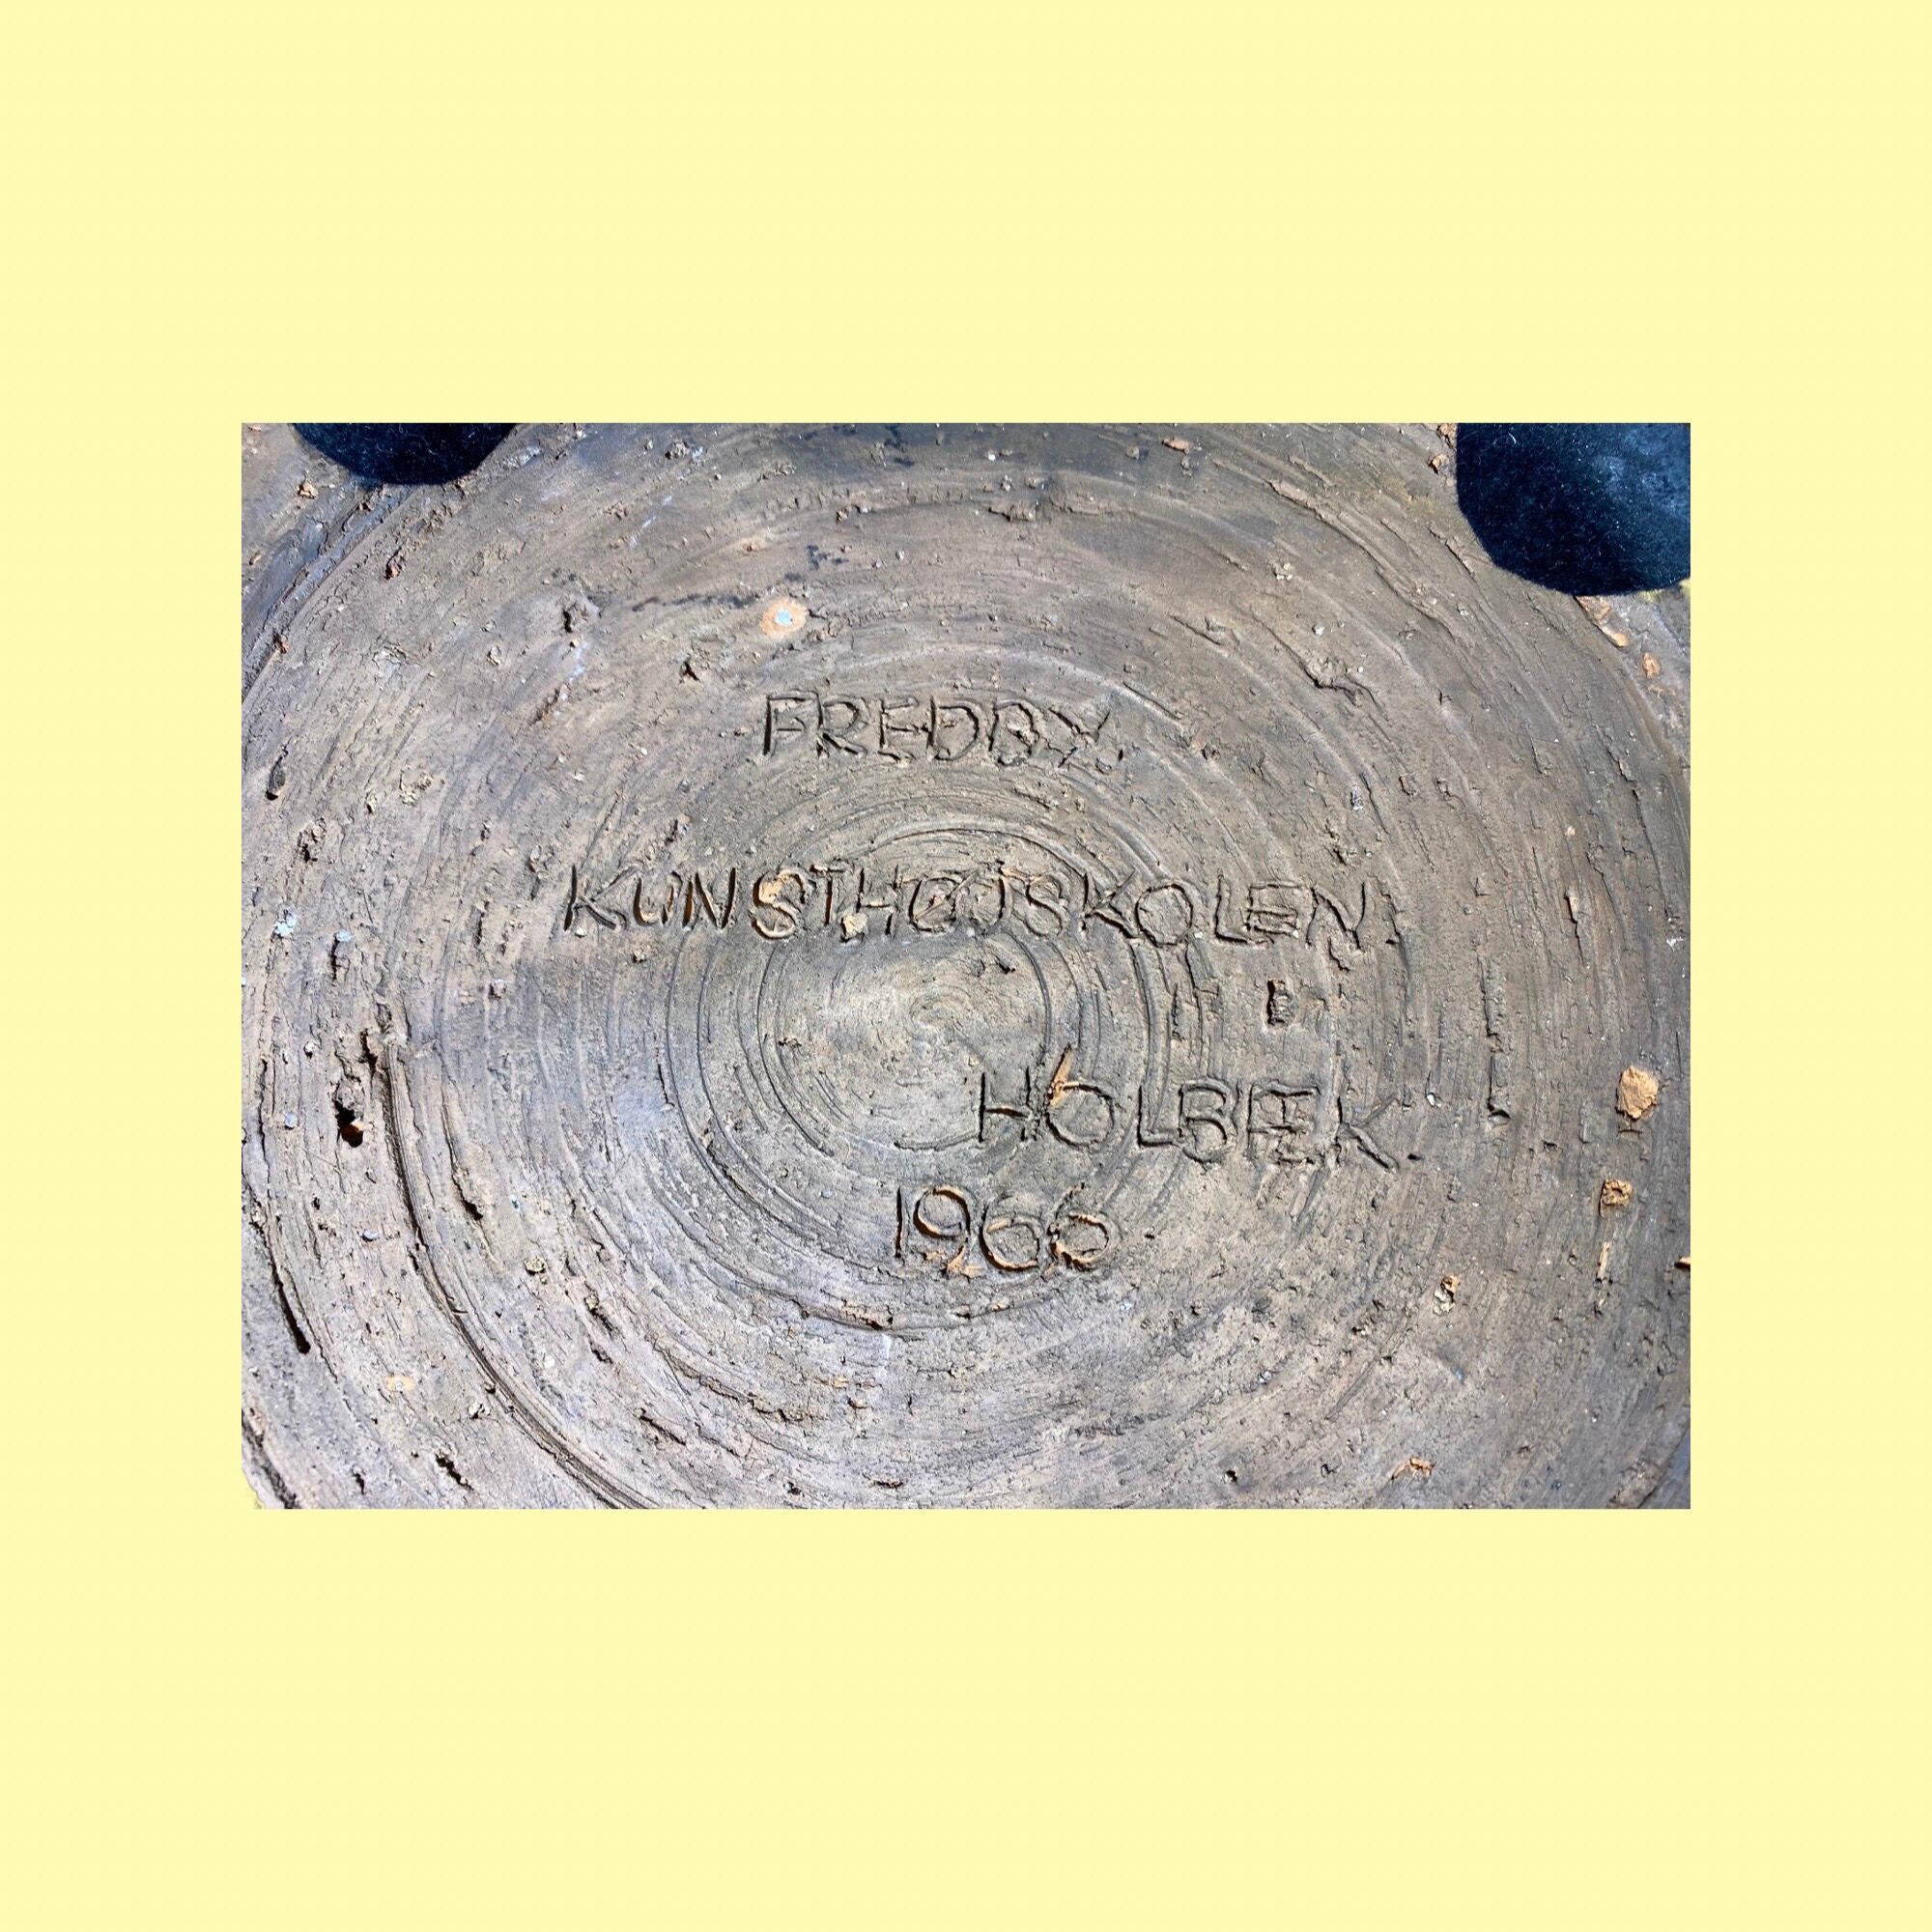 FREDDY.
KUNSTHØJSKOLEN.
I
HOLBÆK.
1966